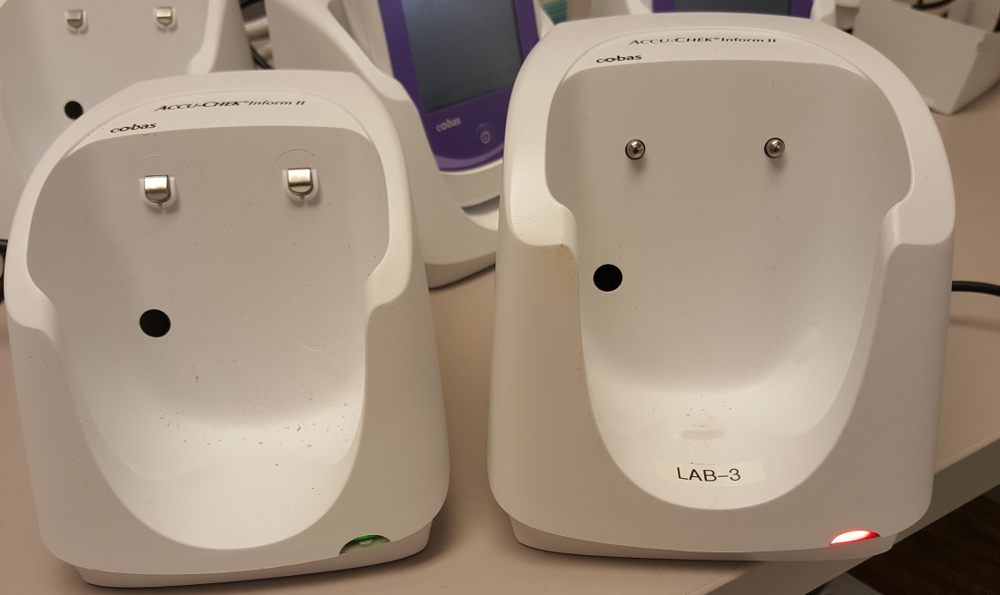 ACCU-CHEK® Inform II
cobas
cobas
ACCU-CHEK® Inform II
cobas
LAB-3